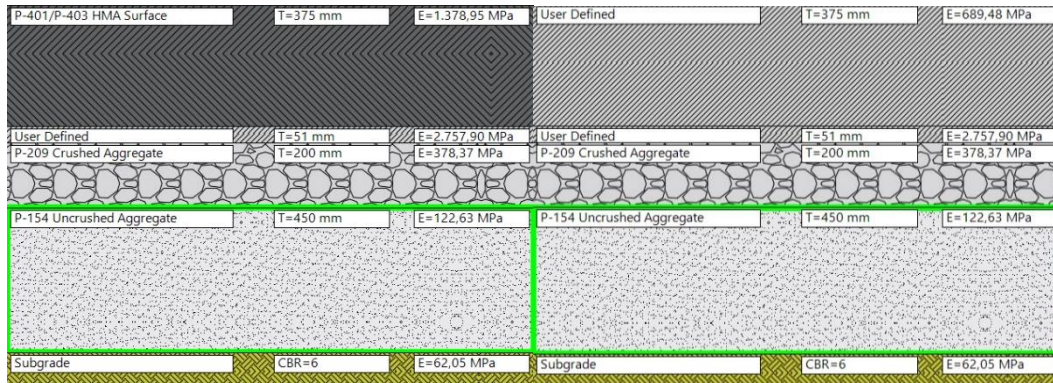 P-401/P-403 HMA Surface T=375 mm E=1.378,95 MPa
User Defined T=51 mm E=2.757,90 MPa
P-209 Crushed Aggregate T=200 mm E=378,37 MPa
P-154 Uncrushed Aggregate T=450 mm E=122,63 MPa
Subgrade CBR=6 E=62,05 MPa
User Defined T=375 mm E=689,48 MPa
User Defined T=51 mm E=2.757,90 MPa
P-209 Crushed Aggregate T=200 mm E=378,37 MPa
P-154 Uncrushed Aggregate T=450 mm E=122,63 MPa
Subgrade CBR=6 E=62,05 MPa